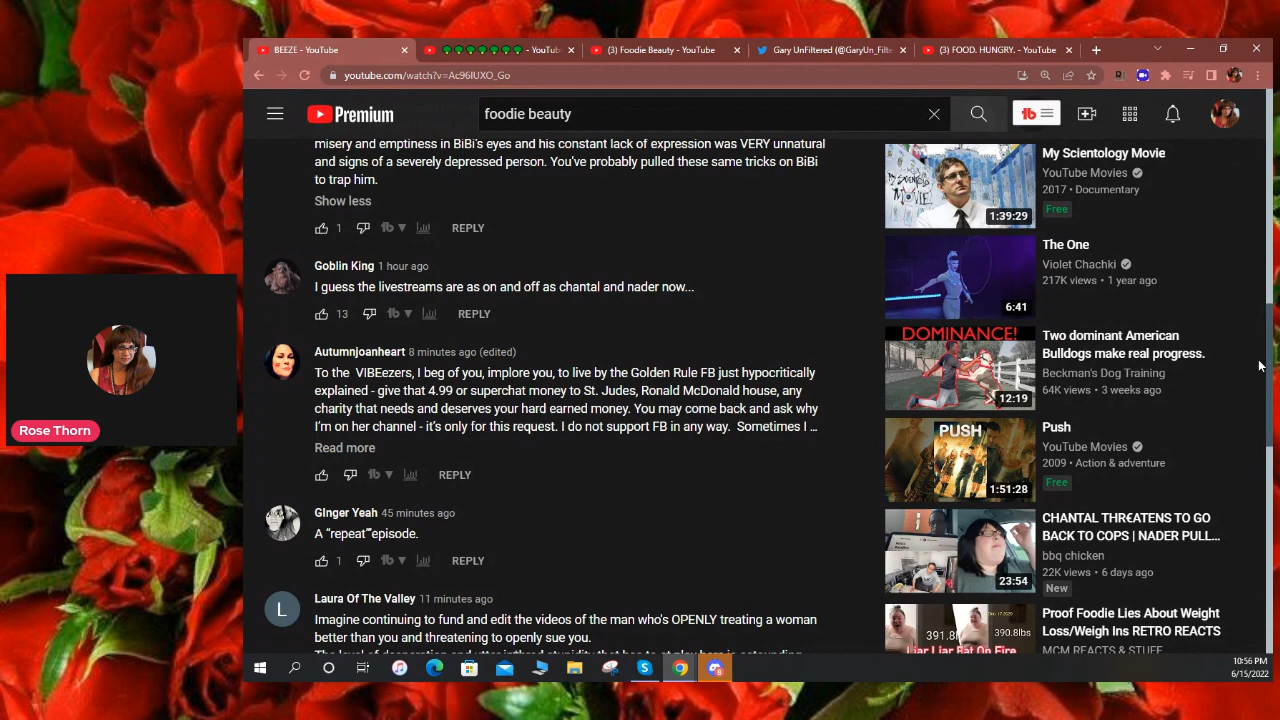 BEEZE - YouTube
🥦🥦🥦🥦🥦🥦🥦 - YouTub
(3) Foodie Beauty - YouTube
Gary UnFiltered (@GaryUn_Filte
(3) FOOD. HUNGRY. - YouTube
youtube.com/watch?v=Ac96IUXO_Go
Premium
foodie beauty
tb
misery and emptiness in BiBi's eyes and his constant lack of expression was VERY unnatural
and signs of a severely depressed person. You've probably pulled these same tricks on BiBi
to trap him.
Show less
1
tb
REPLY
Goblin King 1 hour ago
I guess the livestreams are as on and off as chantal and nader now...
13
tb
REPLY
Autumnjoanheart 8 minutes ago (edited)
To the VIBEezers, I beg of you, implore you, to live by the Golden Rule FB just hypocritically
explained - give that 4.99 or superchat money to St. Judes, Ronald McDonald house, any
charity that needs and deserves your hard earned money. You may come back and ask why
I'm on her channel - it's only for this request. I do not support FB in any way. Sometimes I ...
Read more
tb
REPLY
Ginger Yeah 45 minutes ago
A "repeat"'episode.
1
tb
REPLY
L
Laura Of The Valley 11 minutes ago
Imagine continuing to fund and edit the videos of the man who's OPENLY treating a woman
better than you and threatening to openly sue you.
My Scientology Movie
YouTube Movies
2017 • Documentary
Free
1:39:29
The One
Violet Chachki
217K views • 1 year ago
6:41
DOMINANCE!
Two dominant American
Bulldogs make real progress.
Beckman's Dog Training
64K views • 3 weeks ago
12:19
PUSH
Push
YouTube Movies
2009 • Action & adventure
Free
1:51:28
CHANTAL THR€ATENS TO GO
BACK TO COPS | NADER PULL...
bbq chicken
22K views • 6 days ago
New
23:54
391.8
390.8lbs
Liar Liar Fat On Fire
Proof Foodie Lies About Weight
Loss/Weigh Ins RETRO REACTS
MCM REACTS & STUFF
Rose Thorn
10:56 PM
6/15/2022